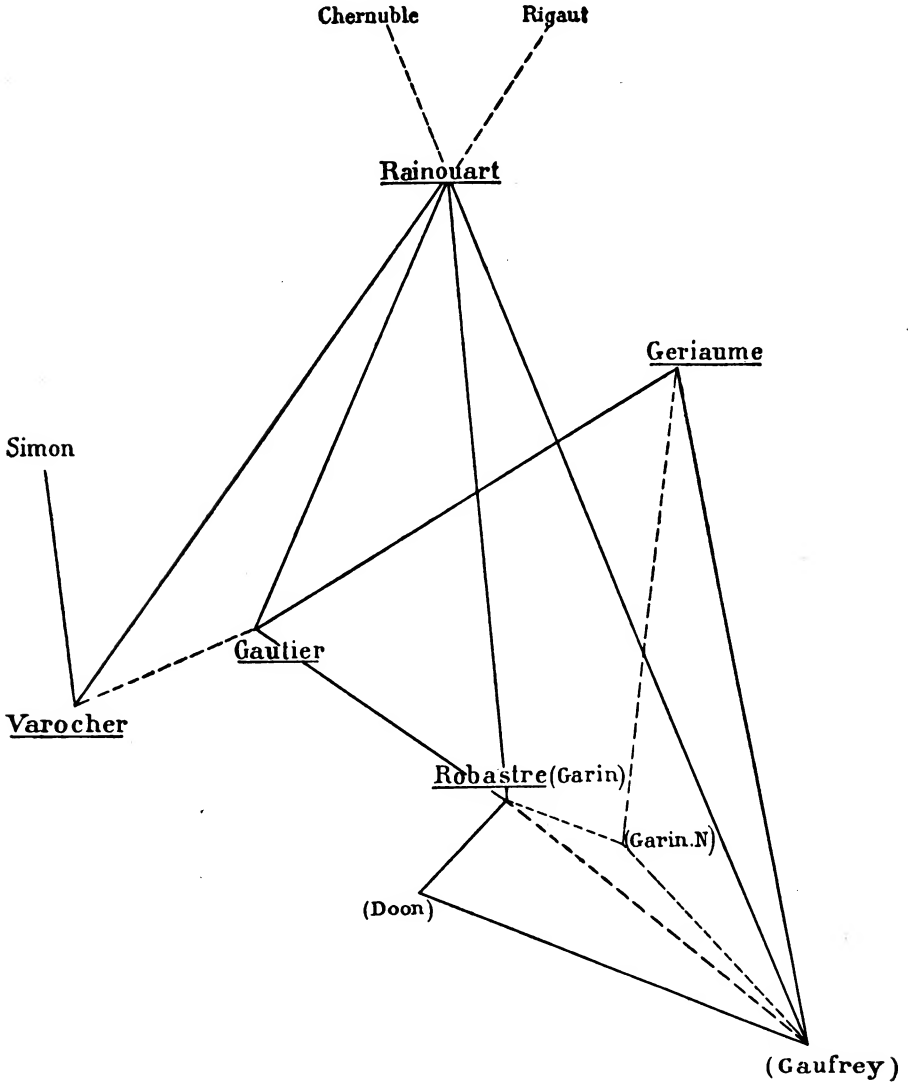 Chernuble Rigaut
Rainouart
Geriaume
Simon
Gautier
Varocher
Robastre (Garin)
(Garin.N)
(Doon)
(Gaufrey)